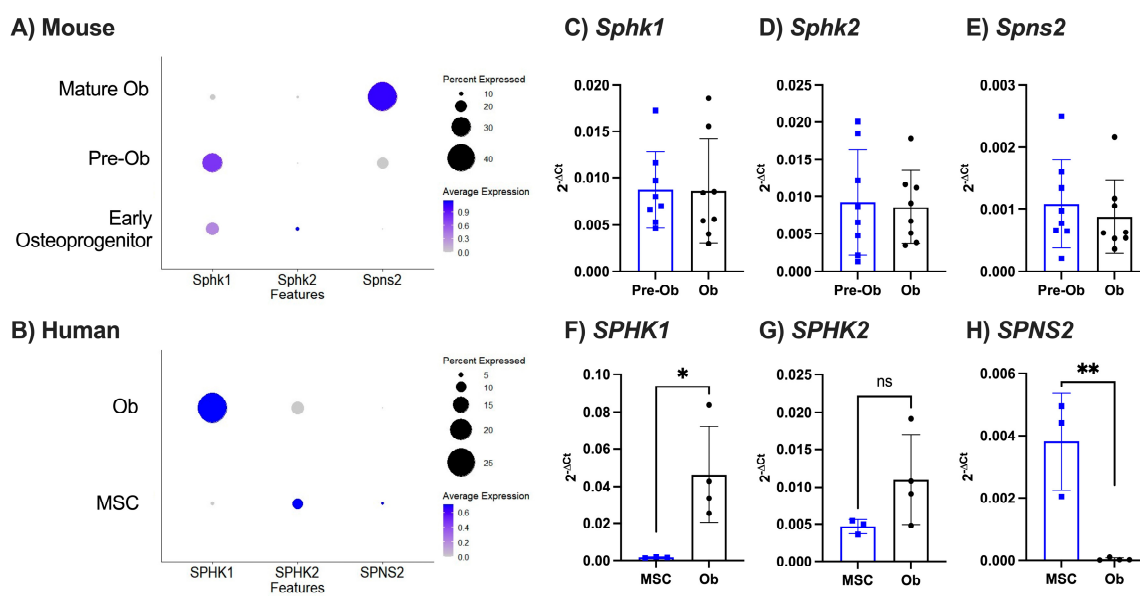 A) Mouse
Mature Ob
Pre-Ob
Early
Osteoprogenitor
Sphk1 Sphk2 Spns2
Features
Percent Expressed
10
20
30
40
Average Expression
0.9
0.6
0.3
0.0
C) Sphk1
2-ΔCt
0.020
0.015
0.010
0.005
0.000
Pre-Ob Ob
D) Sphk2
2-ΔCt
0.025
0.020
0.015
0.010
0.005
0.000
Pre-Ob Ob
E) Spns2
2-ΔCt
0.003
0.002
0.001
0.000
Pre-Ob Ob
B) Human
Ob
MSC
SPHK1 SPHK2 SPNS2
Features
Percent Expressed
5
10
15
20
25
Average Expression
0.6
0.4
0.2
0.0
F) SPHK1
2-ΔCt
0.10
0.08
0.06
0.04
0.02
0.00
*
MSC Ob
G) SPHK2
2-ΔCt
0.025
0.020
0.015
0.010
0.005
0.000
ns
MSC Ob
H) SPNS2
2-ΔCt
0.006
0.004
0.002
0.000
**
MSC Ob